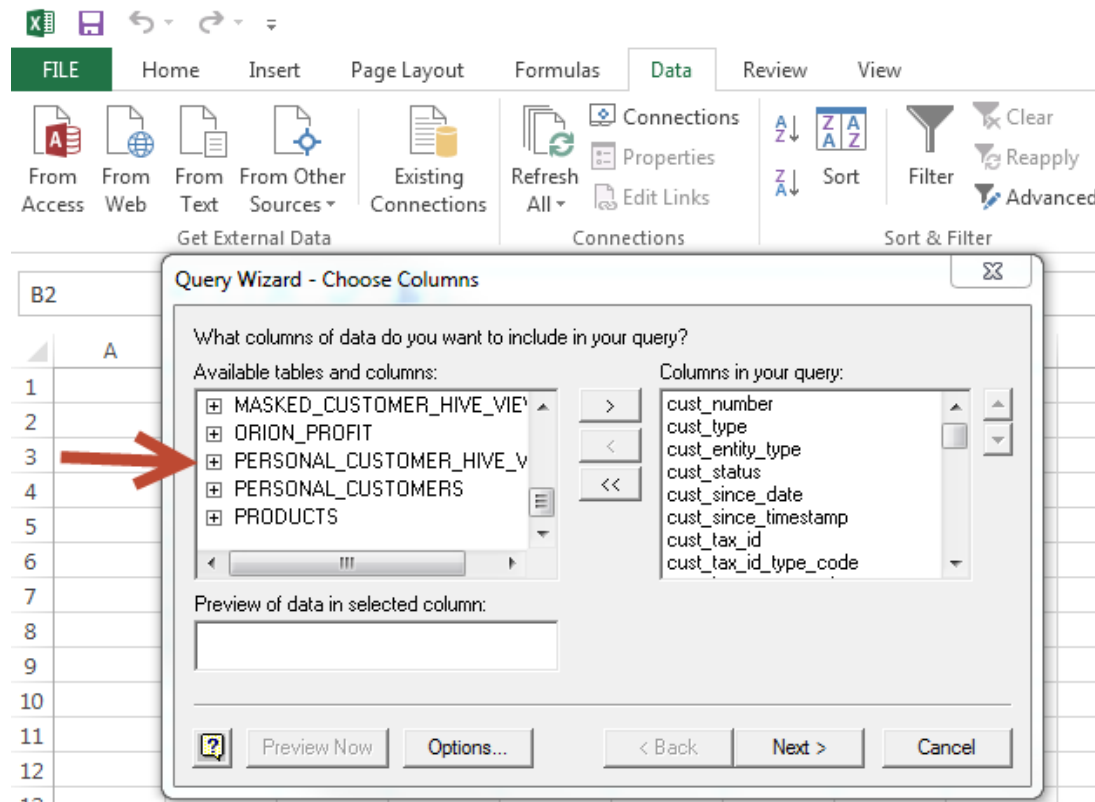 FILE Home Insert Page Layout Formulas Data Review View
From Access
From Web
From Text
From Other Sources
Existing Connections
Refresh All
Connections
Properties
Edit Links
Sort
Filter
Clear
Reapply
Advanced
Get External Data Connections Sort & Filter
B2
A
1
2
3
4
5
6
7
8
9
10
11
12
Query Wizard - Choose Columns
What columns of data do you want to include in your query?
Available tables and columns:
MASKED_CUSTOMER_HIVE_VIE
ORION_PROFIT
PERSONAL_CUSTOMER_HIVE_V
PERSONAL_CUSTOMERS
PRODUCTS
>
<
<<
Columns in your query:
cust_number
cust_type
cust_entity_type
cust_status
cust_since_date
cust_since_timestamp
cust_tax_id
cust_tax_id_type_code
Preview of data in selected column:
Preview Now Options... < Back Next > Cancel